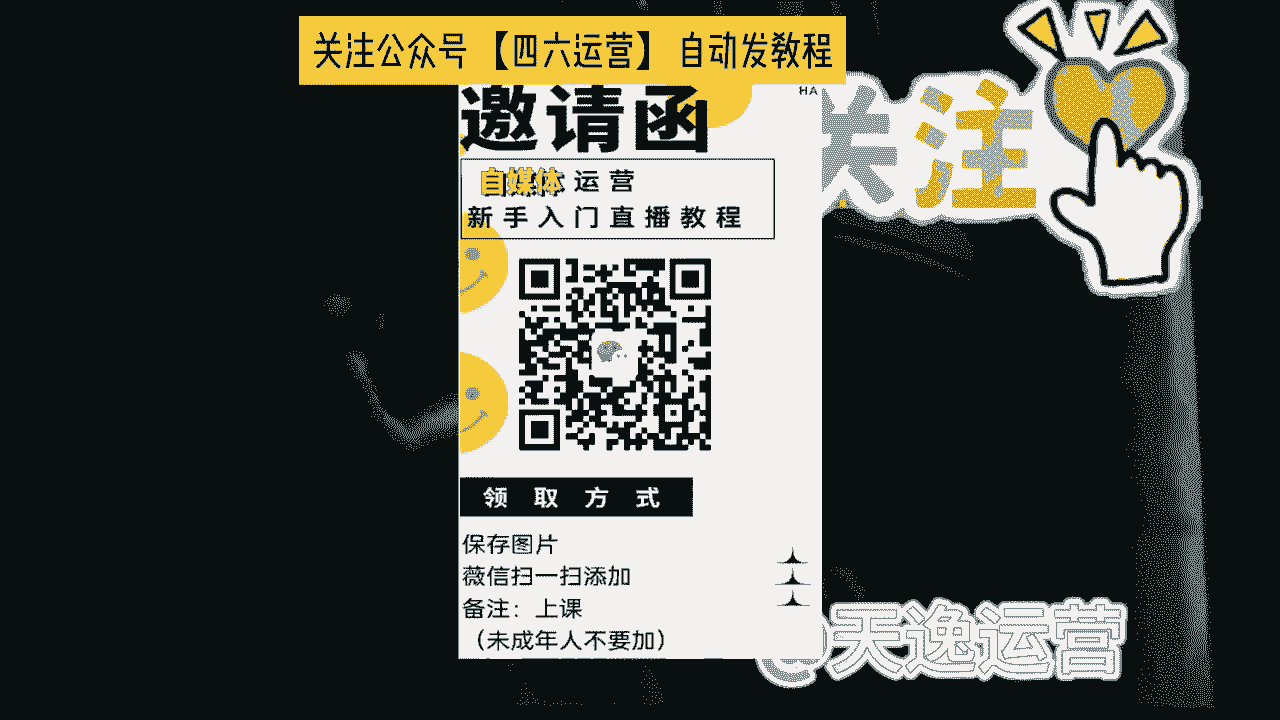 关注公众号 【四六运营】 自动发教程
HA
邀请函
关注
自媒体运营
新手入门直播教程
领取方式
保存图片
微信扫一扫添加
备注：上课
（未成年人不要加）
@天逸运营